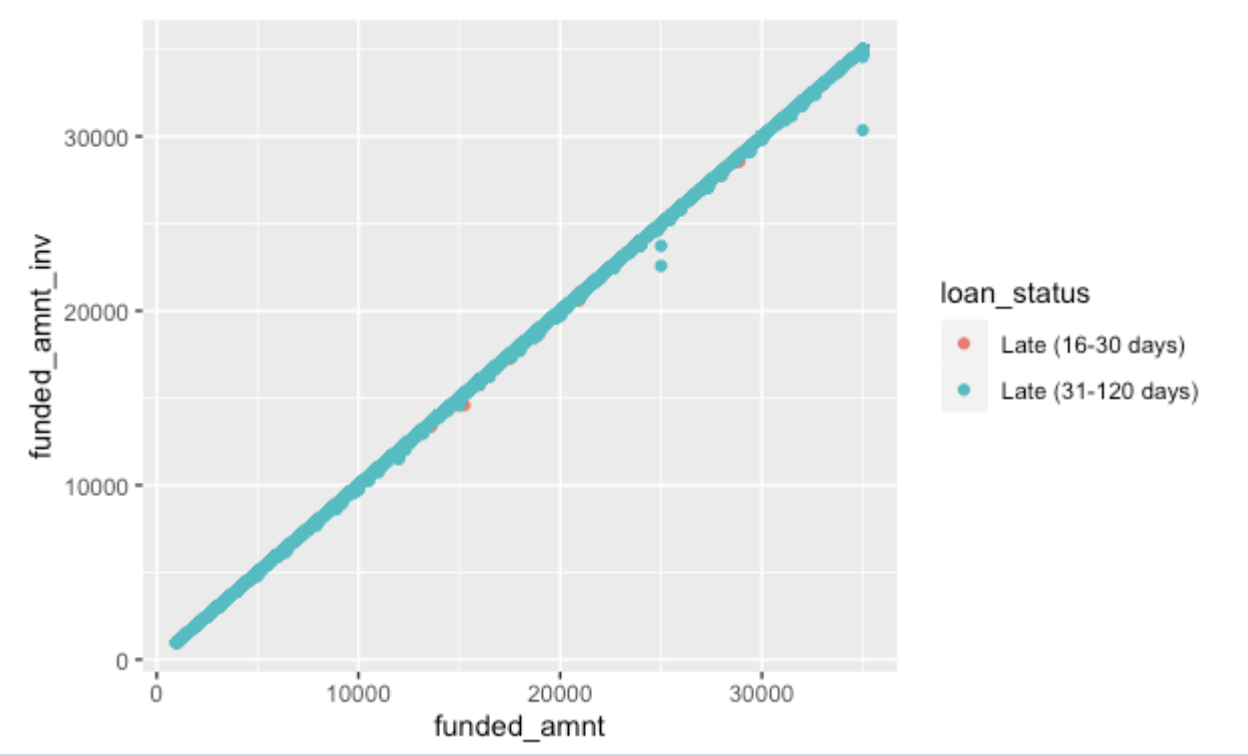 funded_amnt_inv
30000
20000
10000
0
0 10000 20000 30000
funded_amnt
loan_status
Late (16-30 days)
Late (31-120 days)